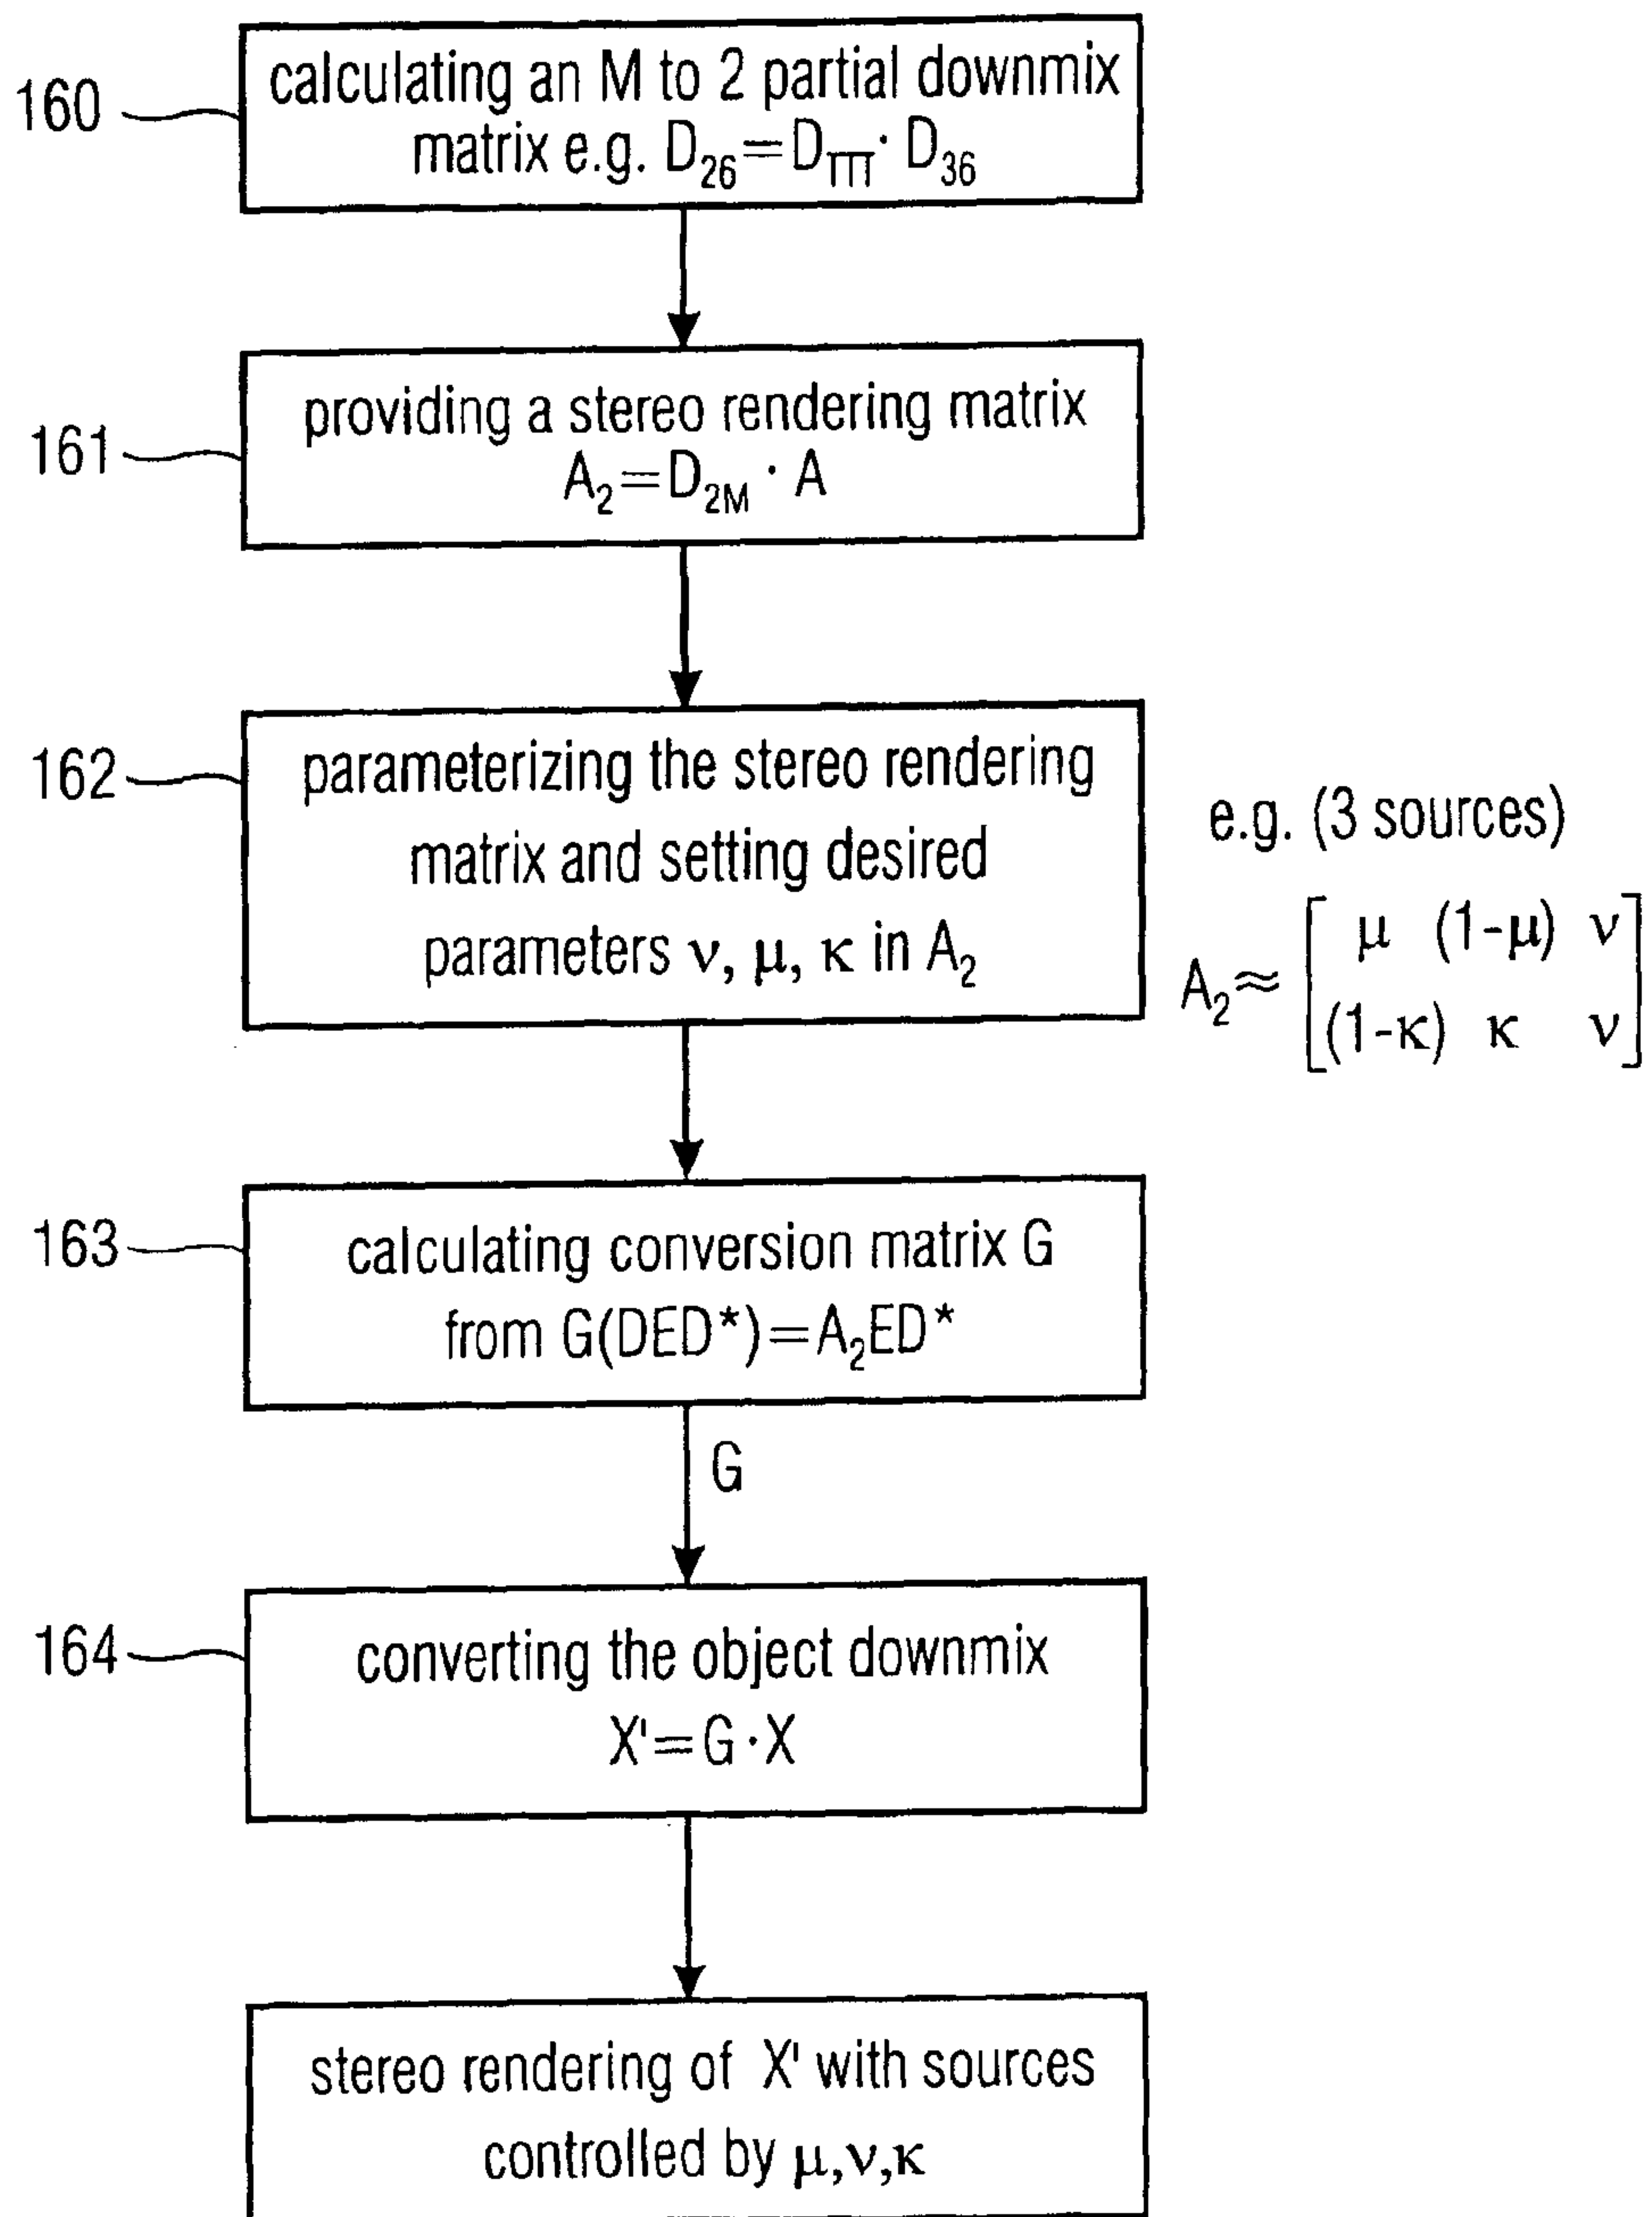 160
calculating an M to 2 partial downmix
matrix e.g. D₂₆=D_TTT· D₃₆
161
providing a stereo rendering matrix
A₂=D₂M · A
162
parameterizing the stereo rendering
matrix and setting desired
parameters ν, μ, κ in A₂
e.g. (3 sources)
A₂≈ [ μ (1-μ) ν
(1-κ) κ ν ]
163
calculating conversion matrix G
from G(DED*)=A₂ED*
G
164
converting the object downmix
X'=G·X
stereo rendering of X' with sources
controlled by μ,ν,κ